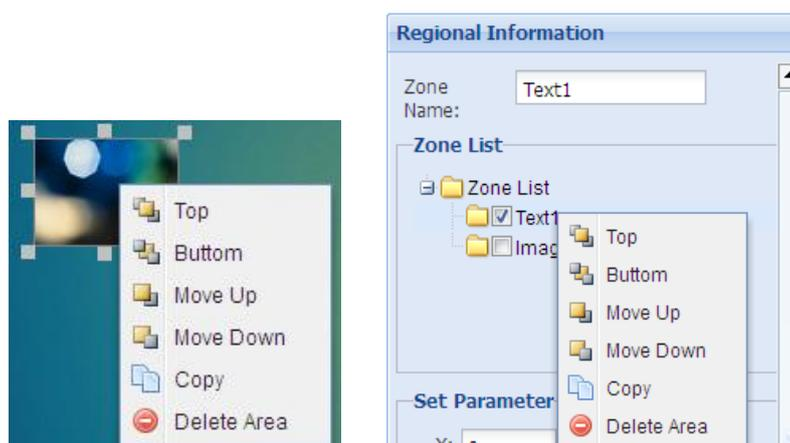 Top
Buttom
Move Up
Move Down
Copy
Delete Area
Regional Information
Zone
Name:
Text1
Zone List
Zone List
Text1
Imag
Top
Buttom
Move Up
Move Down
Copy
Delete Area
Set Parameter